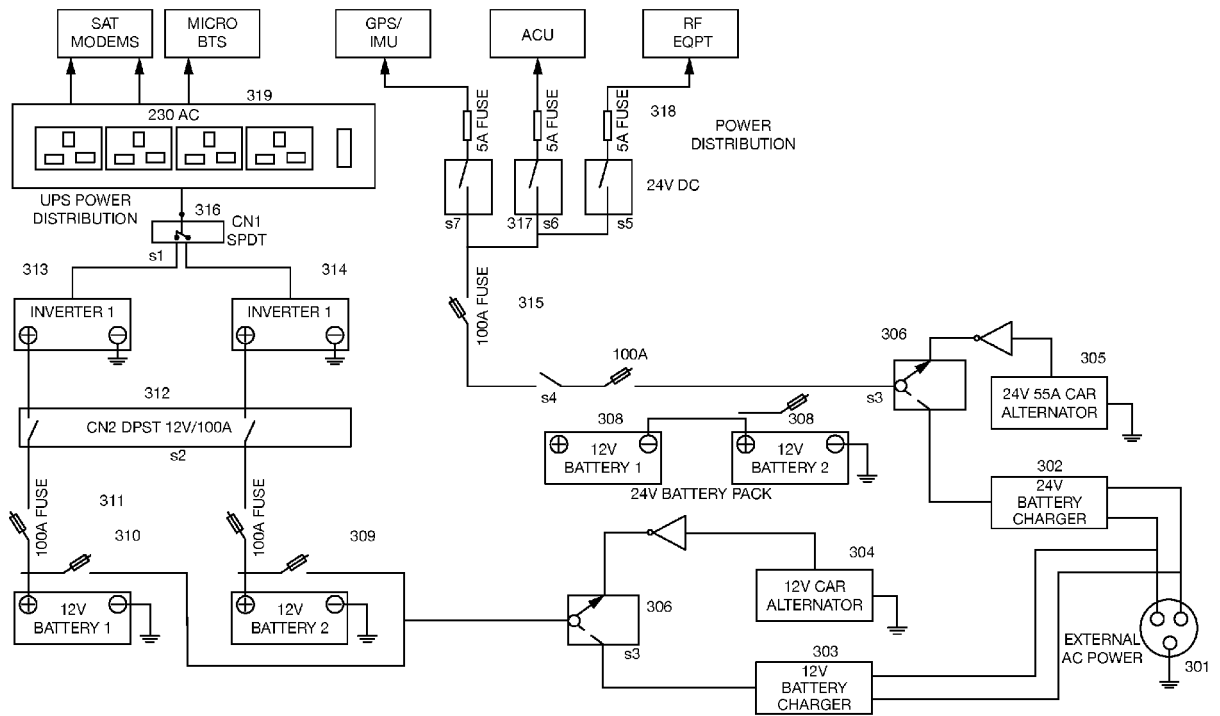 SAT
MODEMS
MICRO
BTS
GPS/
IMU
ACU
RF
EQPT
319
230 AC
5A FUSE
5A FUSE
5A FUSE
318
POWER
DISTRIBUTION
24V DC
UPS POWER
DISTRIBUTION
316
CN1
SPDT
s1
s7
317
s6
s5
313
314
INVERTER 1
INVERTER 1
100A FUSE
315
100A
306
s4
s3
305
24V 55A CAR
ALTERNATOR
312
CN2 DPST 12V/100A
s2
308
308
12V
BATTERY 1
12V
BATTERY 2
24V BATTERY PACK
302
24V
BATTERY
CHARGER
311
100A FUSE
310
100A FUSE
309
304
12V CAR
ALTERNATOR
12V
BATTERY 1
12V
BATTERY 2
306
s3
303
12V
BATTERY
CHARGER
EXTERNAL
AC POWER
301